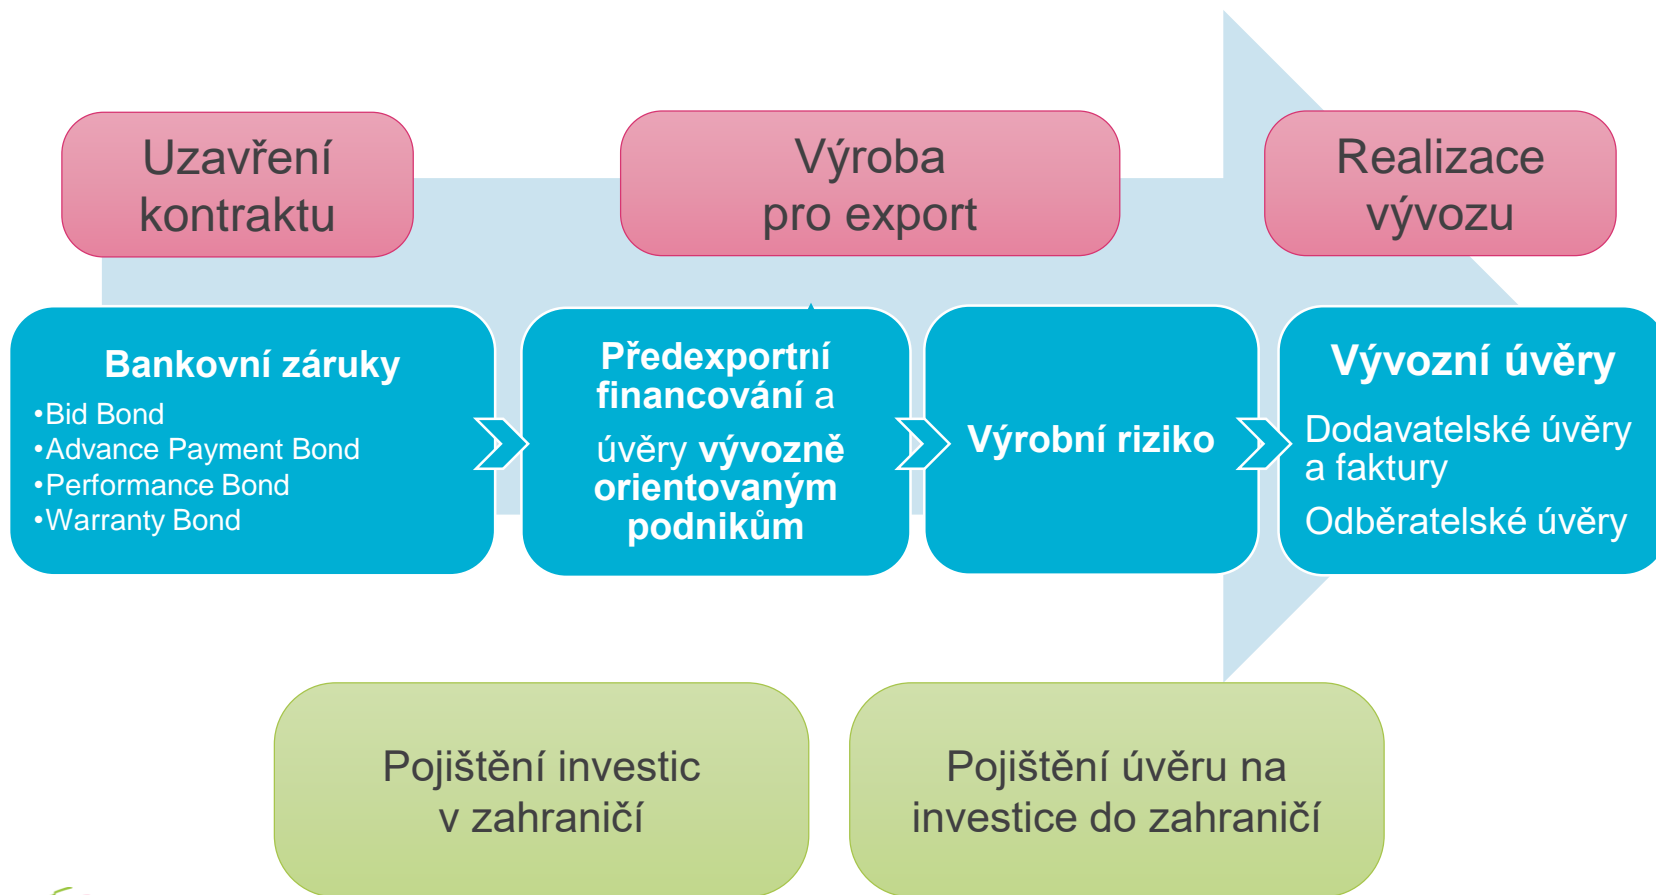 Uzavření
kontraktu
Výroba
pro export
Realizace
vývozu
Bankovní záruky
•Bid Bond
•Advance Payment Bond
•Performance Bond
•Warranty Bond
Předexportní
financování a
úvěry vývozně
orientovaným
podnikům
Výrobní riziko
Vývozní úvěry
Dodavatelské úvěry
a faktury
Odběratelské úvěry
Pojištění investic
v zahraničí
Pojištění úvěru na
investice do zahraničí